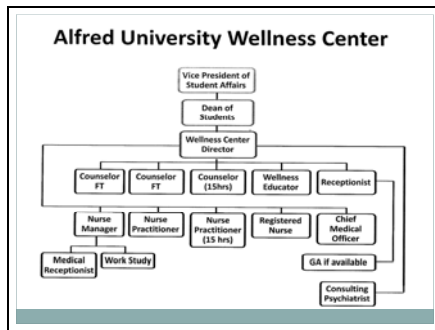 Alfred University Wellness Center
Vice President of
Student Affairs
Dean of
Students
Wellness Center
Director
Counselor
FT
Counselor
FT
Counselor
(15hrs)
Wellness
Educator
Receptionist
Nurse
Manager
Nurse
Practitioner
Nurse
Practitioner
(15 hrs)
Registered
Nurse
Chief
Medical
Officer
Medical
Receptionist
Work Study
GA if available
Consulting
Psychiatrist